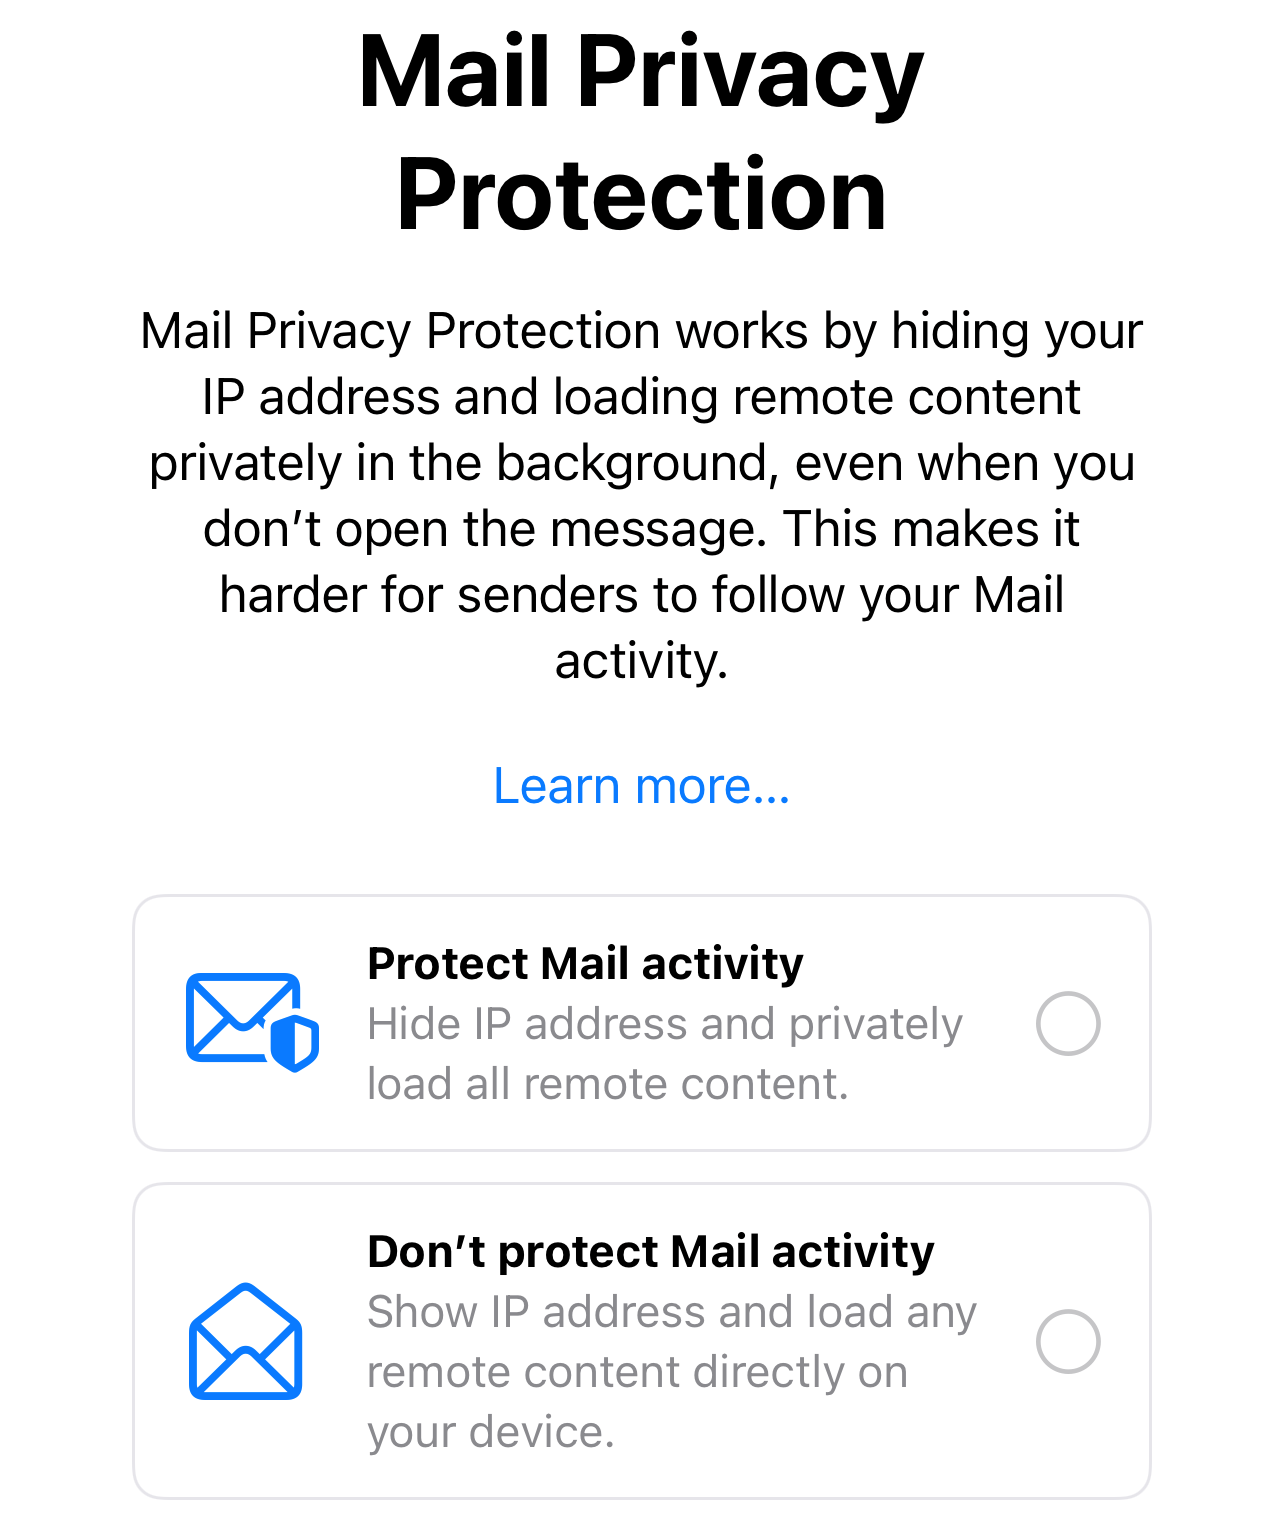 Mail Privacy
Protection
Mail Privacy Protection works by hiding your
IP address and loading remote content
privately in the background, even when you
don’t open the message. This makes it
harder for senders to follow your Mail
activity.
Learn more...
Protect Mail activity
Hide IP address and privately
load all remote content.
Don’t protect Mail activity
Show IP address and load any
remote content directly on
your device.